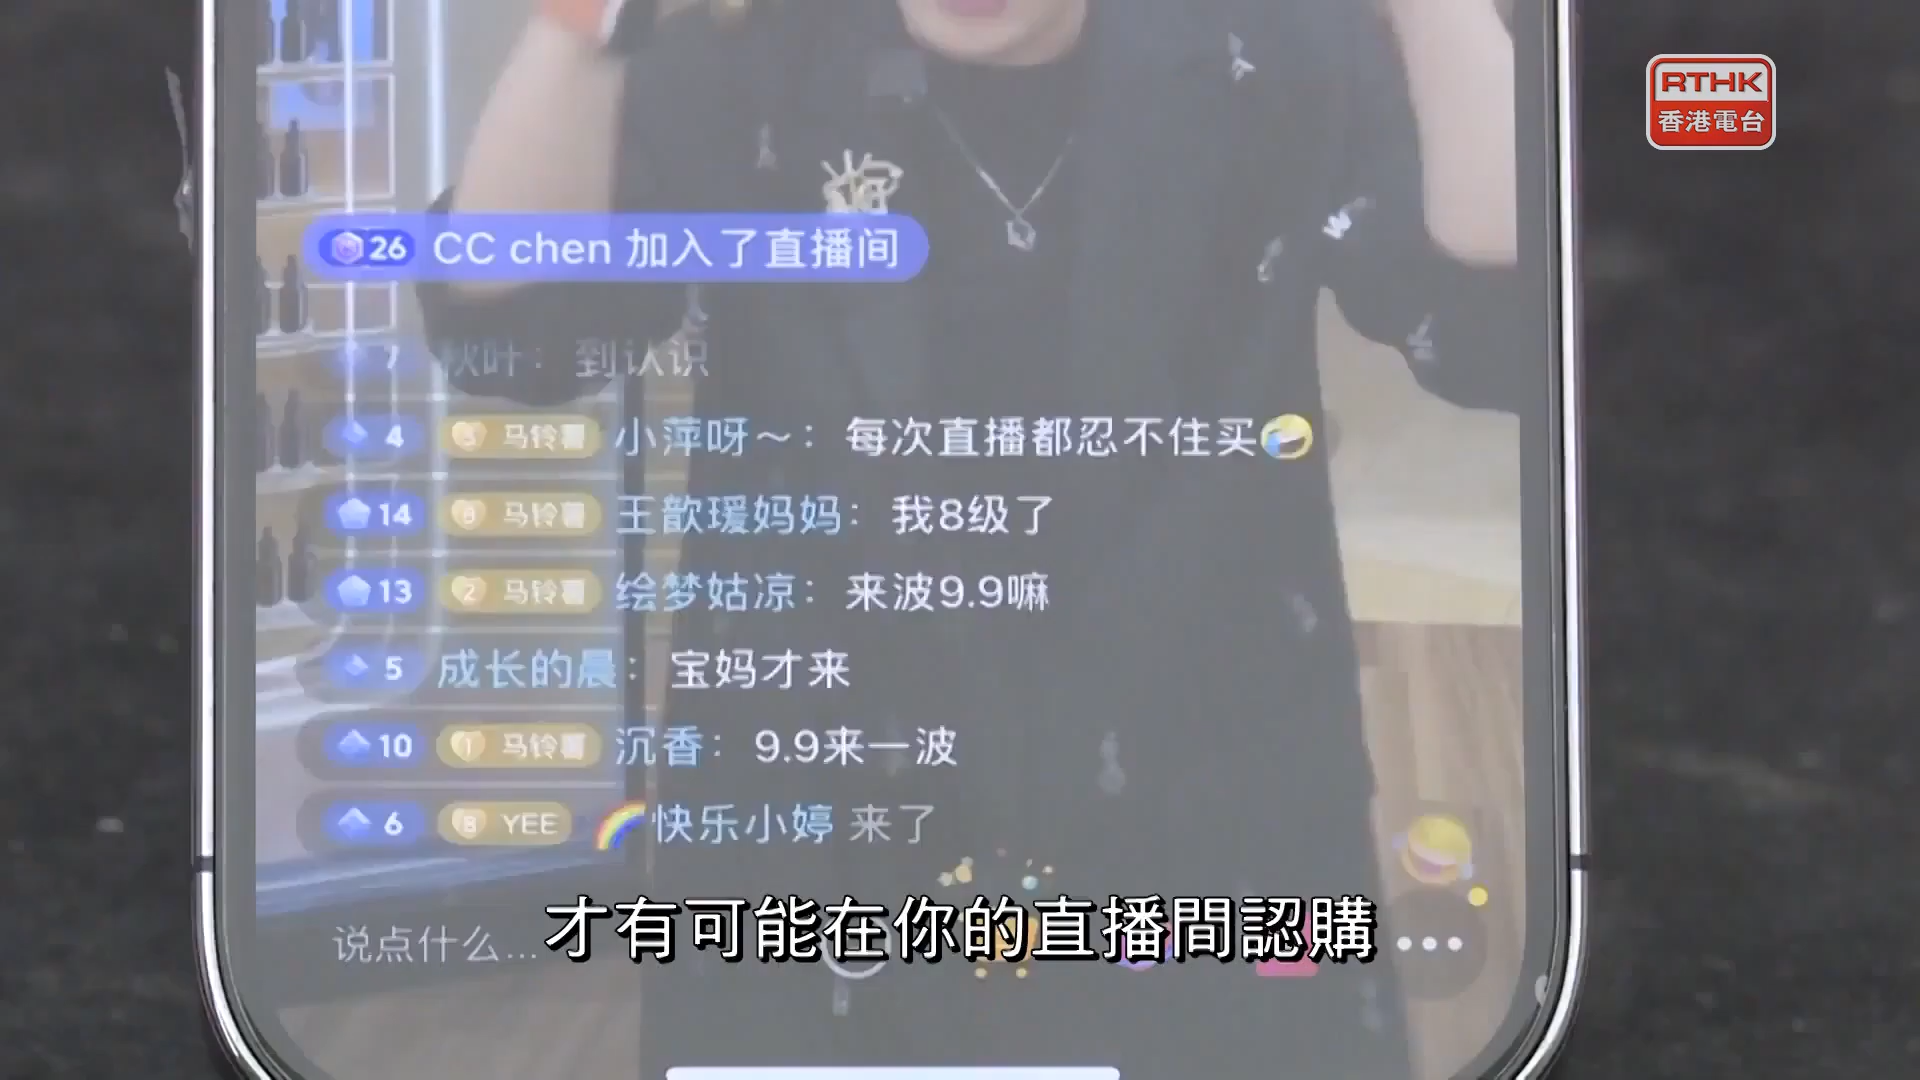 RTHK
香港電台
26 CC chen 加入了直播间
7 秋叶：到认识
4 马铃薯 小萍呀～：每次直播都忍不住买
14 8 马铃薯 王歆瑗妈妈：我8级了
13 2 马铃薯 绘梦姑凉：来波9.9嘛
5 成长的晨：宝妈才来
10 1 马铃薯 沉香：9.9来一波
6 8 YEE 快乐小婷 来了
说点什么...
才有可能在你的直播間認購